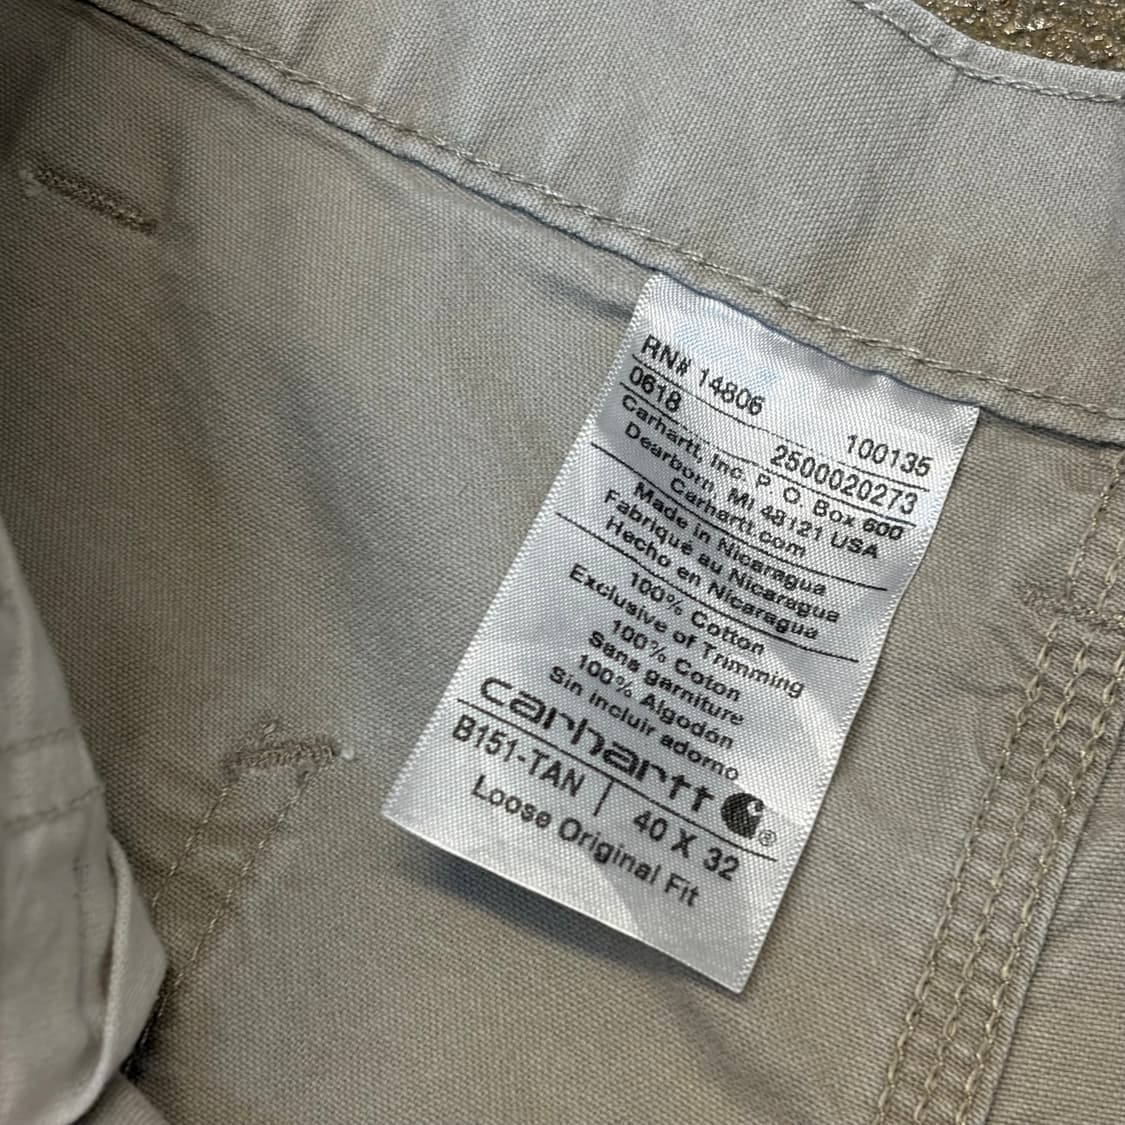 RN# 14806 100135
0618 2500020273
Carhartt, Inc. P. O. Box 600
Dearborn, MI 48121 USA
Carhartt.com
Made in Nicaragua
Fabriqué au Nicaragua
Hecho en Nicaragua
100% Cotton
Exclusive of Trimming
100% Coton
Sans garniture
100% Algodon
Sin incluir adorno
carhartt ®
B151-TAN | 40 X 32
Loose Original Fit